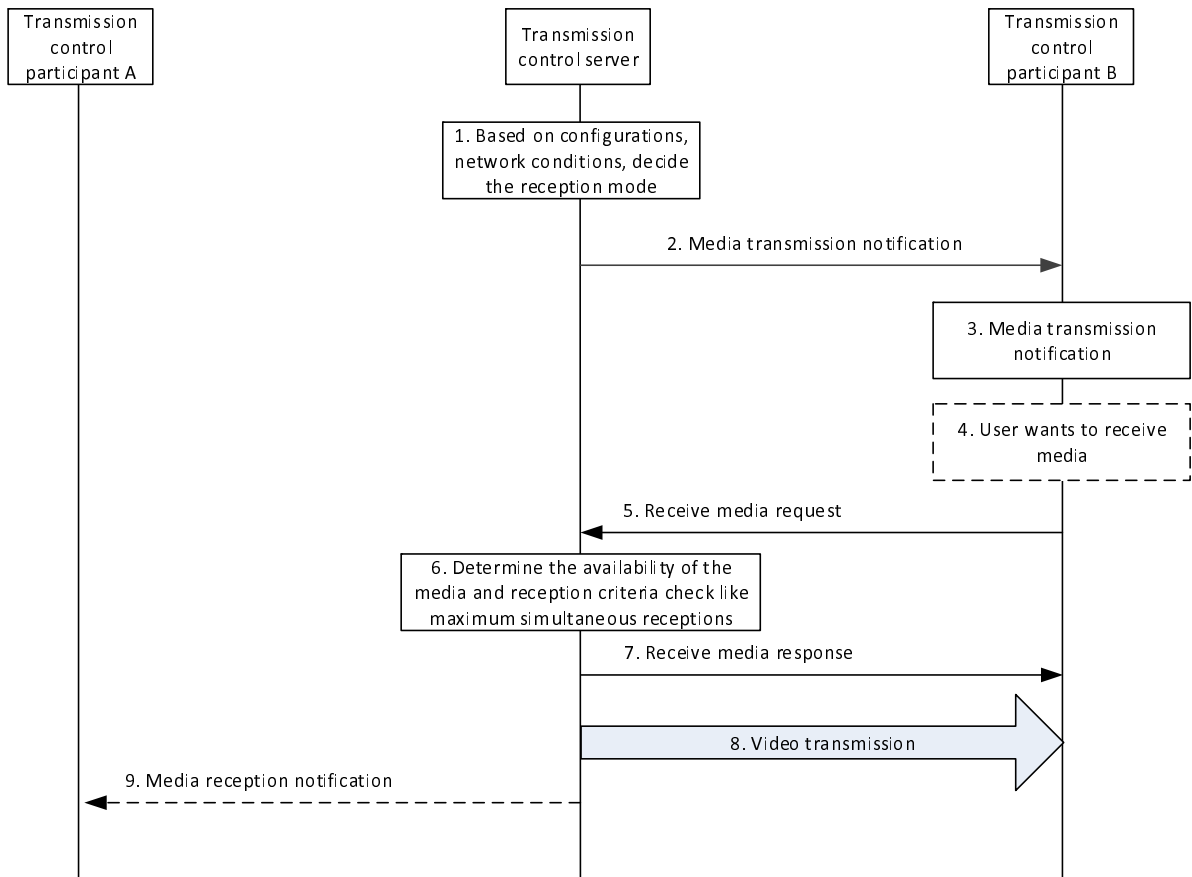 Transmission
control
participant A
Transmission
control server
Transmission
control
participant B
1. Based on configurations,
network conditions, decide
the reception mode
2. Media transmission notification
3. Media transmission
notification
4. User wants to receive
media
5. Receive media request
6. Determine the availability of the
media and reception criteria check like
maximum simultaneous receptions
7. Receive media response
8. Video transmission
9. Media reception notification